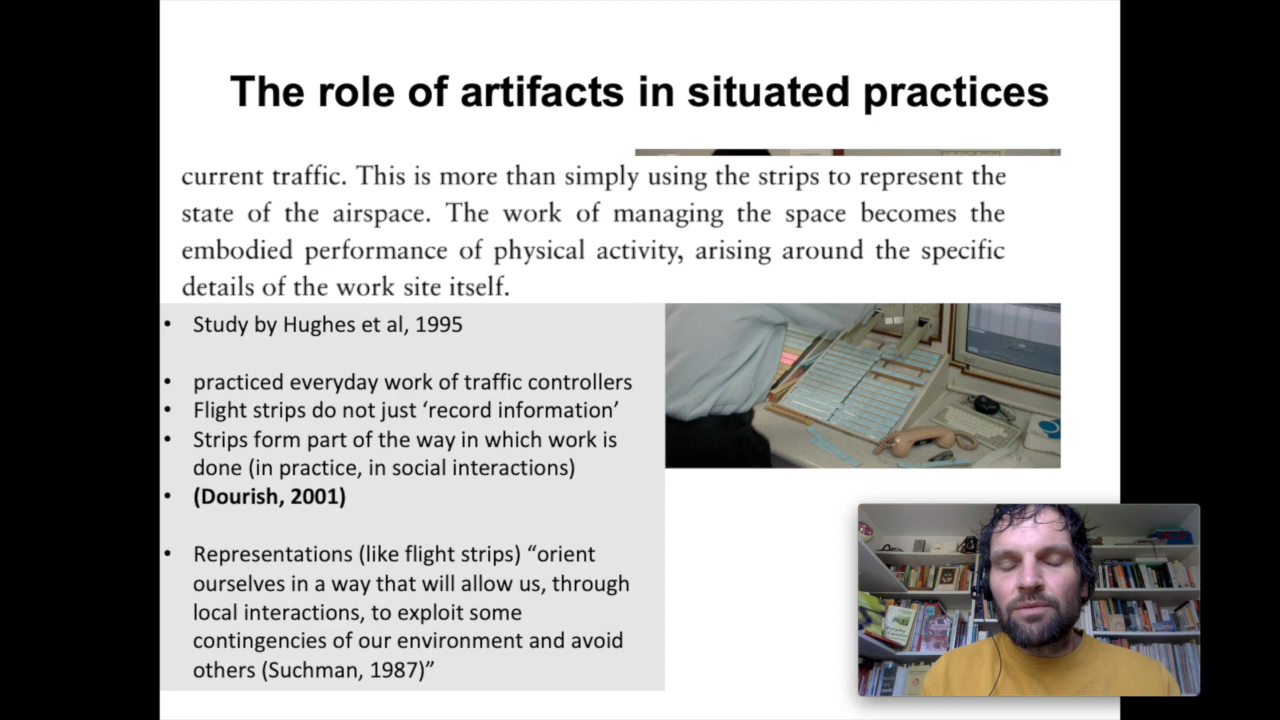 The role of artifacts in situated practices
current traffic. This is more than simply using the strips to represent the
state of the airspace. The work of managing the space becomes the
embodied performance of physical activity, arising around the specific
details of the work site itself.
• Study by Hughes et al, 1995
• practiced everyday work of traffic controllers
• Flight strips do not just ‘record information’
• Strips form part of the way in which work is
done (in practice, in social interactions)
• (Dourish, 2001)
• Representations (like flight strips) “orient
ourselves in a way that will allow us, through
local interactions, to exploit some
contingencies of our environment and avoid
others (Suchman, 1987)”